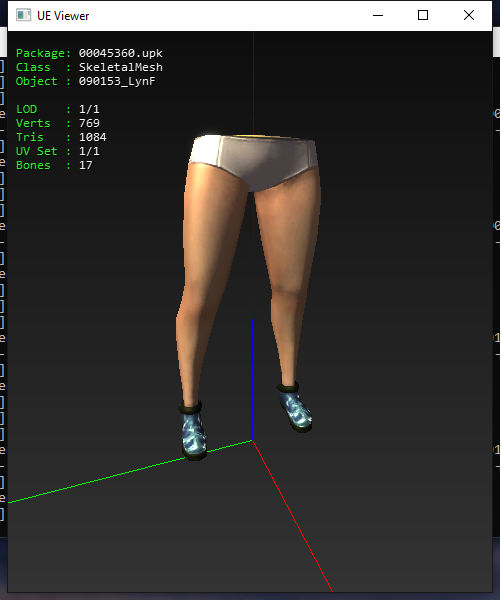 UE Viewer
Package: 00045360.upk
Class : SkeletalMesh
Object : 090153_LynF
LOD : 1/1
Verts : 769
Tris : 1084
UV Set : 1/1
Bones : 17